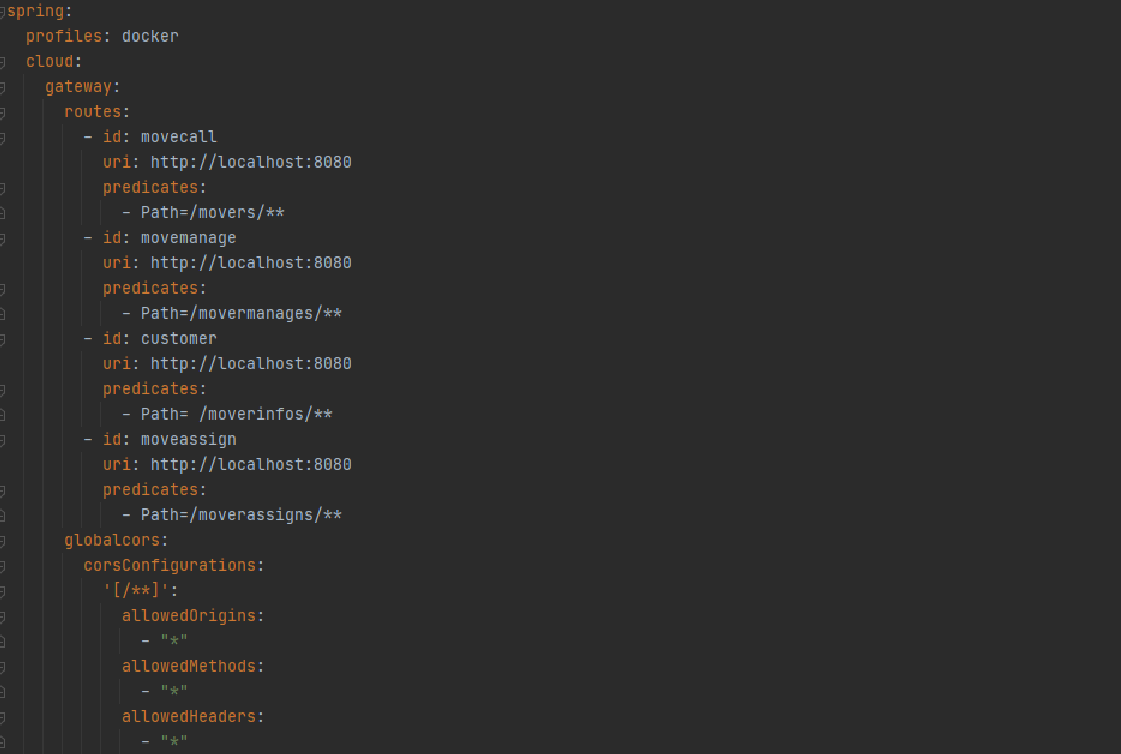 spring:
  profiles: docker
  cloud:
    gateway:
      routes:
        - id: movecall
          uri: http://localhost:8080
          predicates:
            - Path=/movers/**
        - id: movemanage
          uri: http://localhost:8080
          predicates:
            - Path=/movermanages/**
        - id: customer
          uri: http://localhost:8080
          predicates:
            - Path= /moverinfos/**
        - id: moveassign
          uri: http://localhost:8080
          predicates:
            - Path=/moverassigns/**
      globalcors:
        corsConfigurations:
          '[/**]':
            allowedOrigins:
              - "*"
            allowedMethods:
              - "*"
            allowedHeaders:
              - "*"